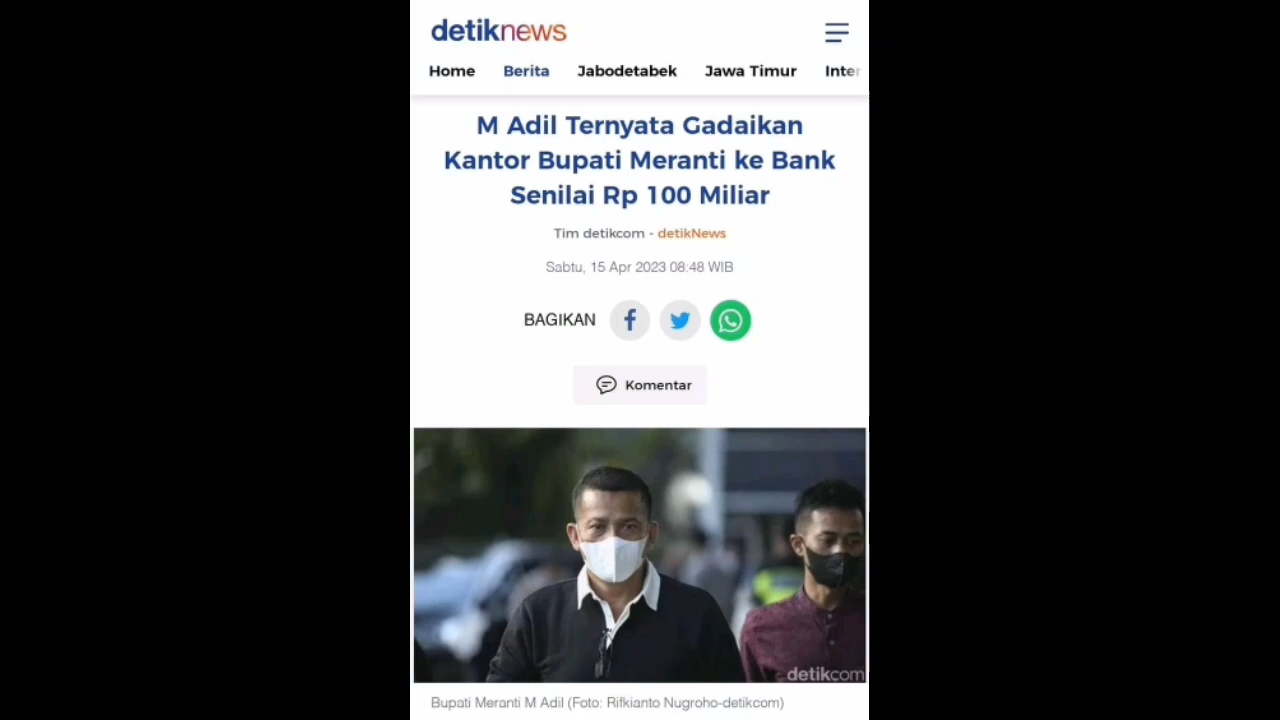 detiknews
Home Berita Jabodetabek Jawa Timur Inter
M Adil Ternyata Gadaikan
Kantor Bupati Meranti ke Bank
Senilai Rp 100 Miliar
Tim detikcom - detikNews
Sabtu, 15 Apr 2023 08:48 WIB
BAGIKAN
Komentar
detikcom
Bupati Meranti M Adil (Foto: Rifkianto Nugroho-detikcom)